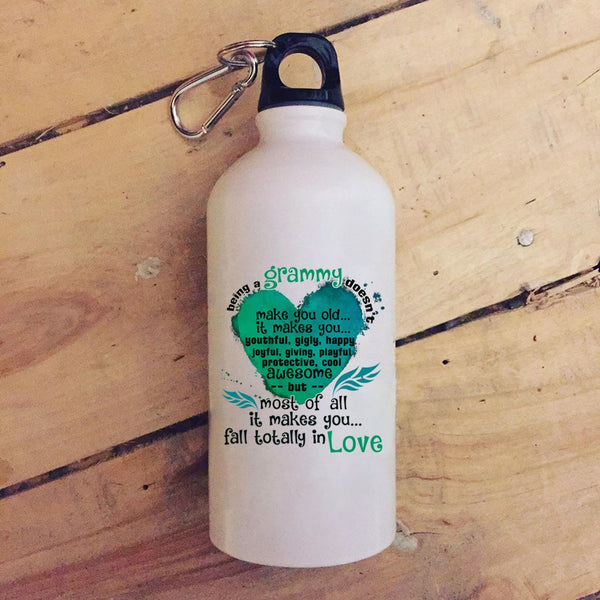 being a grammy doesn't
make you old...
it makes you...
youthful, gigly, happy,
joyful, giving, playful,
protective, cool
awesome
-- but --
most of all
it makes you...
fall totally in Love